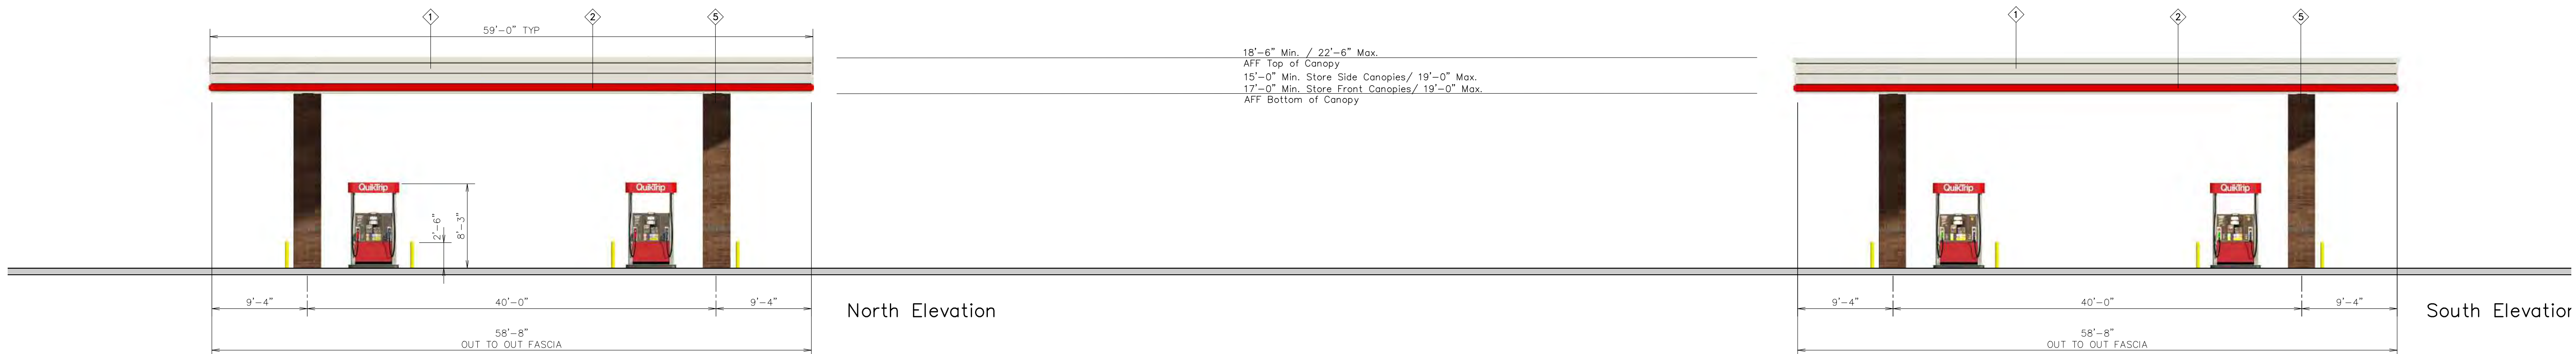 1
2
5
59'-0" TYP
18'-6" Min. / 22'-6" Max.
AFF Top of Canopy
15'-0" Min. Store Side Canopies/ 19'-0" Max.
17'-0" Min. Store Front Canopies/ 19'-0" Max.
AFF Bottom of Canopy
QuikTrip
QuikTrip
2'-6"
8'-3"
9'-4"
40'-0"
9'-4"
North Elevation
58'-8"
OUT TO OUT FASCIA
1
2
5
QuikTrip
QuikTrip
9'-4"
40'-0"
9'-4"
South Elevation
58'-8"
OUT TO OUT FASCIA